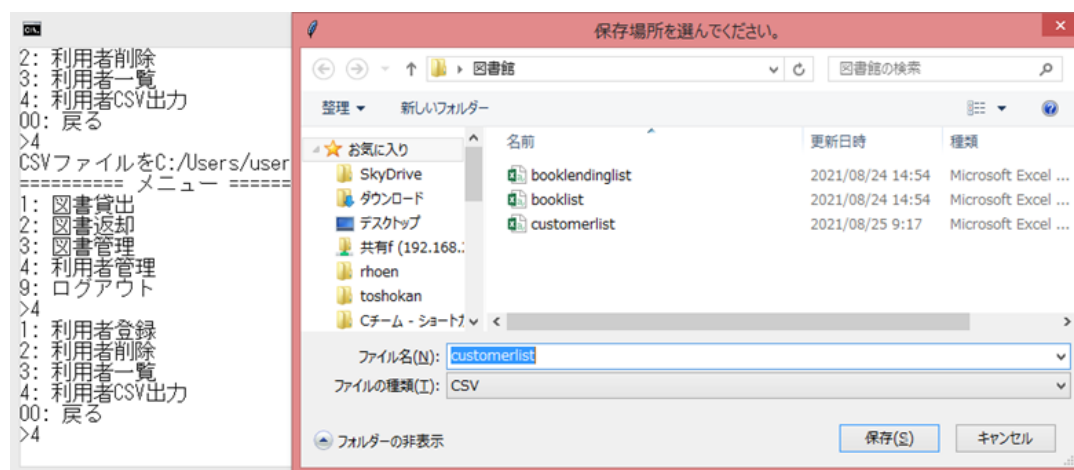 2: 利用者削除
3: 利用者一覧
4: 利用者CSV出力
00: 戻る
>4
CSVファイルをC:/Users/user
========== メニュー ======
1: 図書貸出
2: 図書返却
3: 図書管理
4: 利用者管理
9: ログアウト
>4
1: 利用者登録
2: 利用者削除
3: 利用者一覧
4: 利用者CSV出力
00: 戻る
>4
保存場所を選んでください。
図書館
図書館の検索
整理 新しいフォルダー
名前 更新日時 種類
お気に入り
SkyDrive
ダウンロード
デスクトップ
共有f (192.168.
rhoen
toshokan
Cチーム - ショートカ
booklendinglist 2021/08/24 14:54 Microsoft Excel ...
booklist 2021/08/24 14:54 Microsoft Excel ...
customerlist 2021/08/25 9:17 Microsoft Excel ...
ファイル名(N): customerlist
ファイルの種類(T): CSV
フォルダーの非表示
保存(S) キャンセル